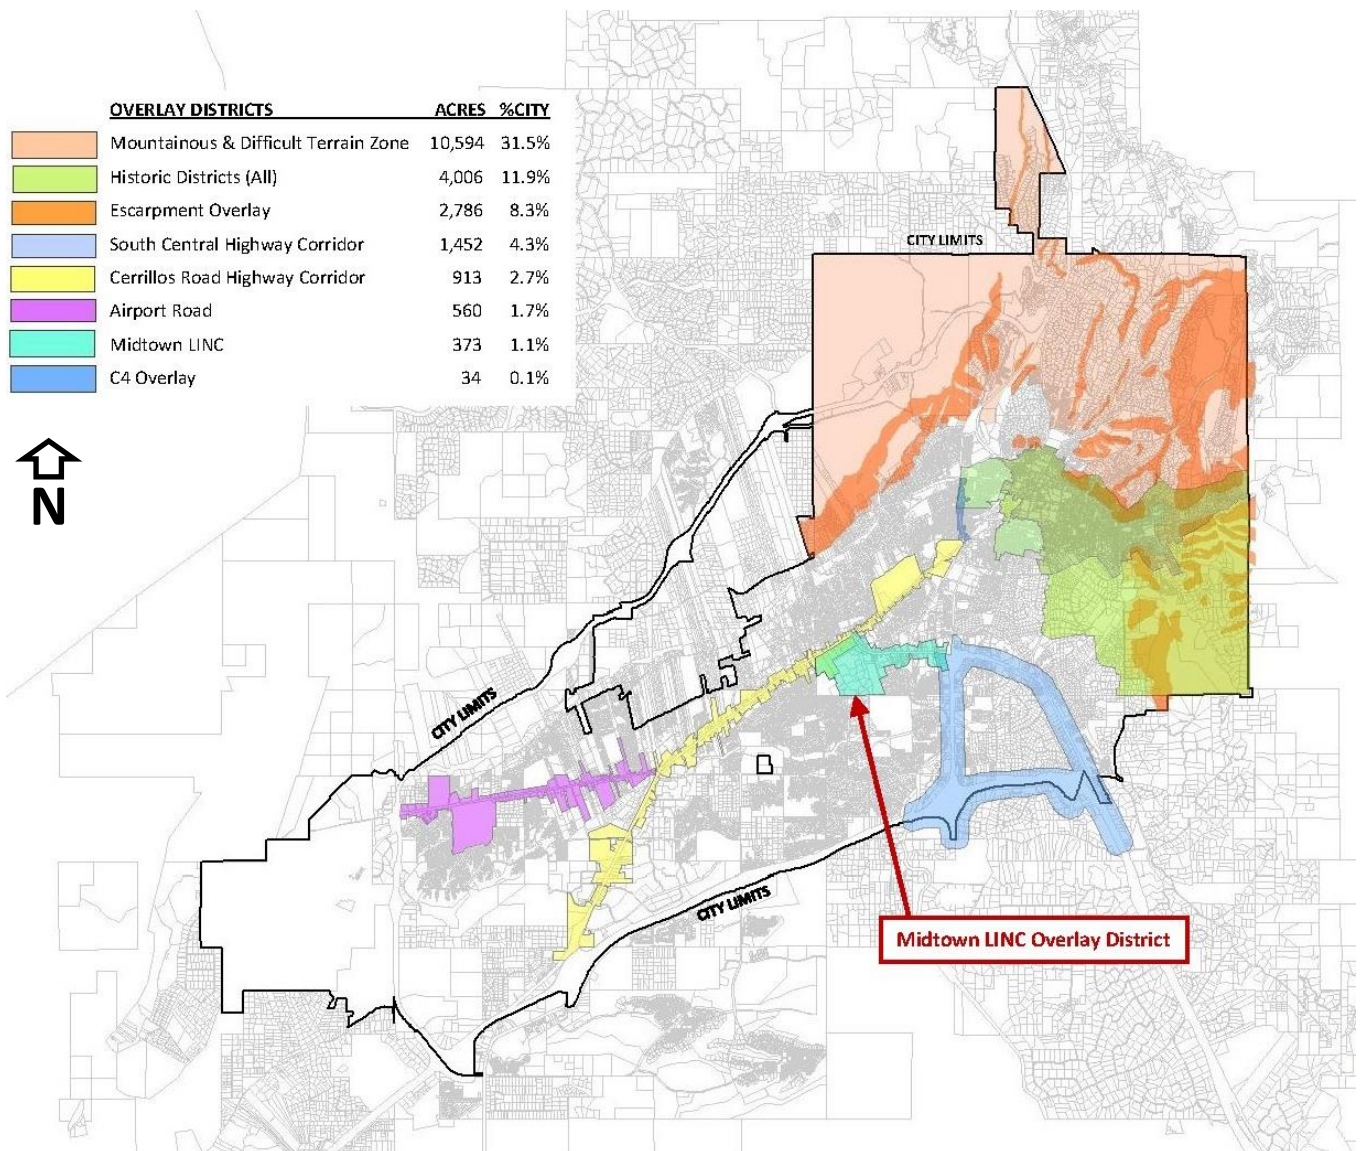 OVERLAY DISTRICTS ACRES %CITY
Mountainous & Difficult Terrain Zone 10,594 31.5%
Historic Districts (All) 4,006 11.9%
Escarpment Overlay 2,786 8.3%
South Central Highway Corridor 1,452 4.3%
Cerrillos Road Highway Corridor 913 2.7%
Airport Road 560 1.7%
Midtown LINC 373 1.1%
C4 Overlay 34 0.1%
N
CITY LIMITS
CITY LIMITS
CITY LIMITS
Midtown LINC Overlay District